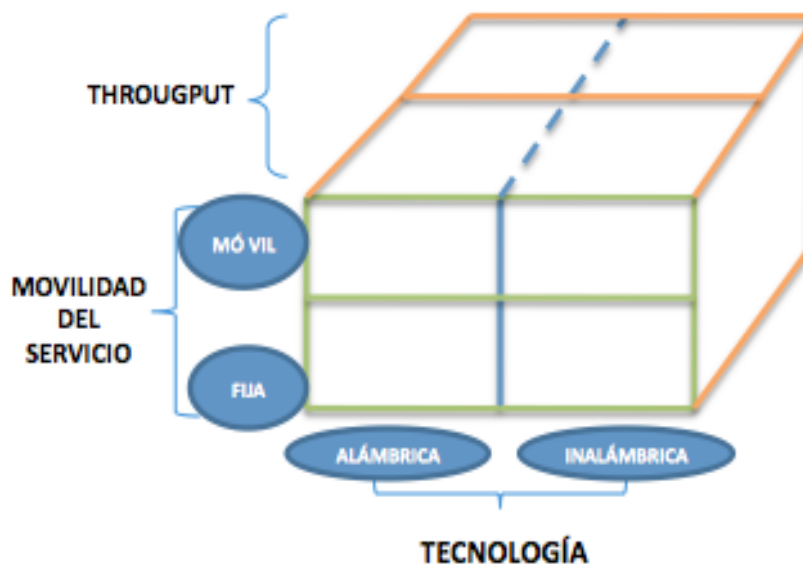 THROUGPUT
MÓ VIL
MOVILIDAD
DEL
SERVICIO
FIJA
ALÁMBRICA
INALÁMBRICA
TECNOLOGÍA